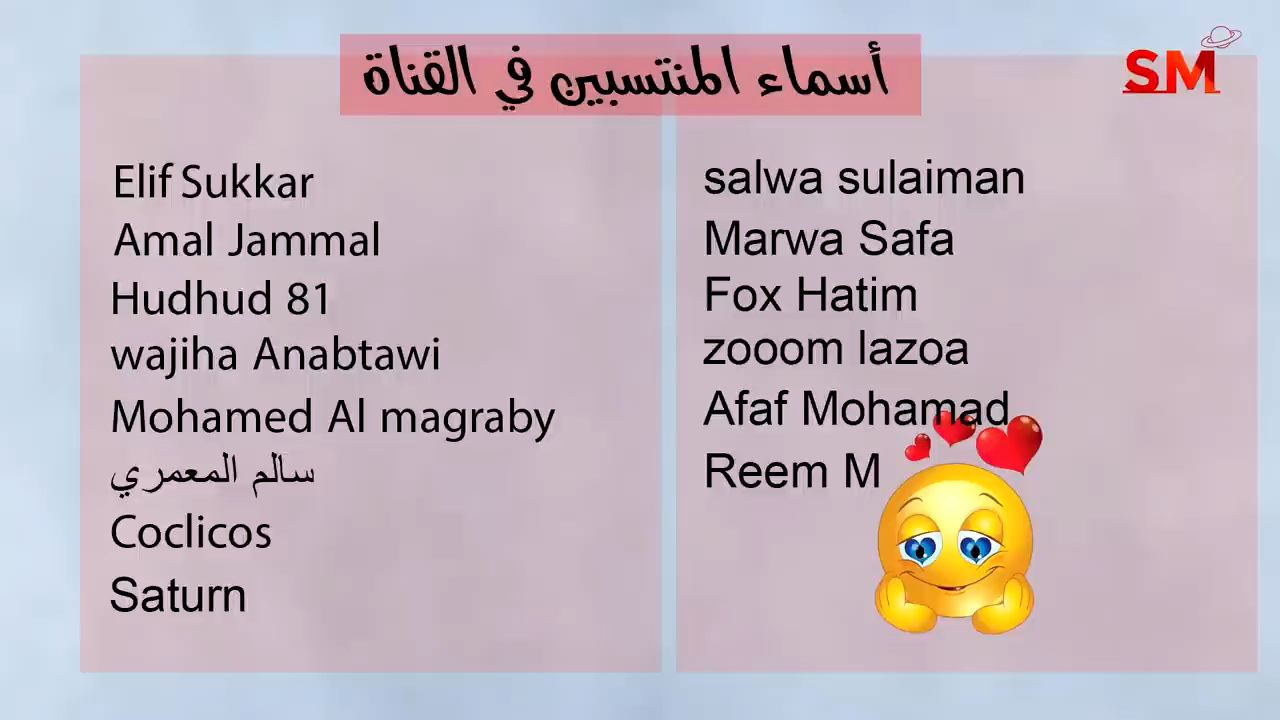 أسماء المنتسبين في القناة
SM
Elif Sukkar
Amal Jammal
Hudhud 81
wajiha Anabtawi
Mohamed Al magraby
سالم المعمري
Coclicos
Saturn
salwa sulaiman
Marwa Safa
Fox Hatim
zooom lazoa
Afaf Mohamad
Reem M